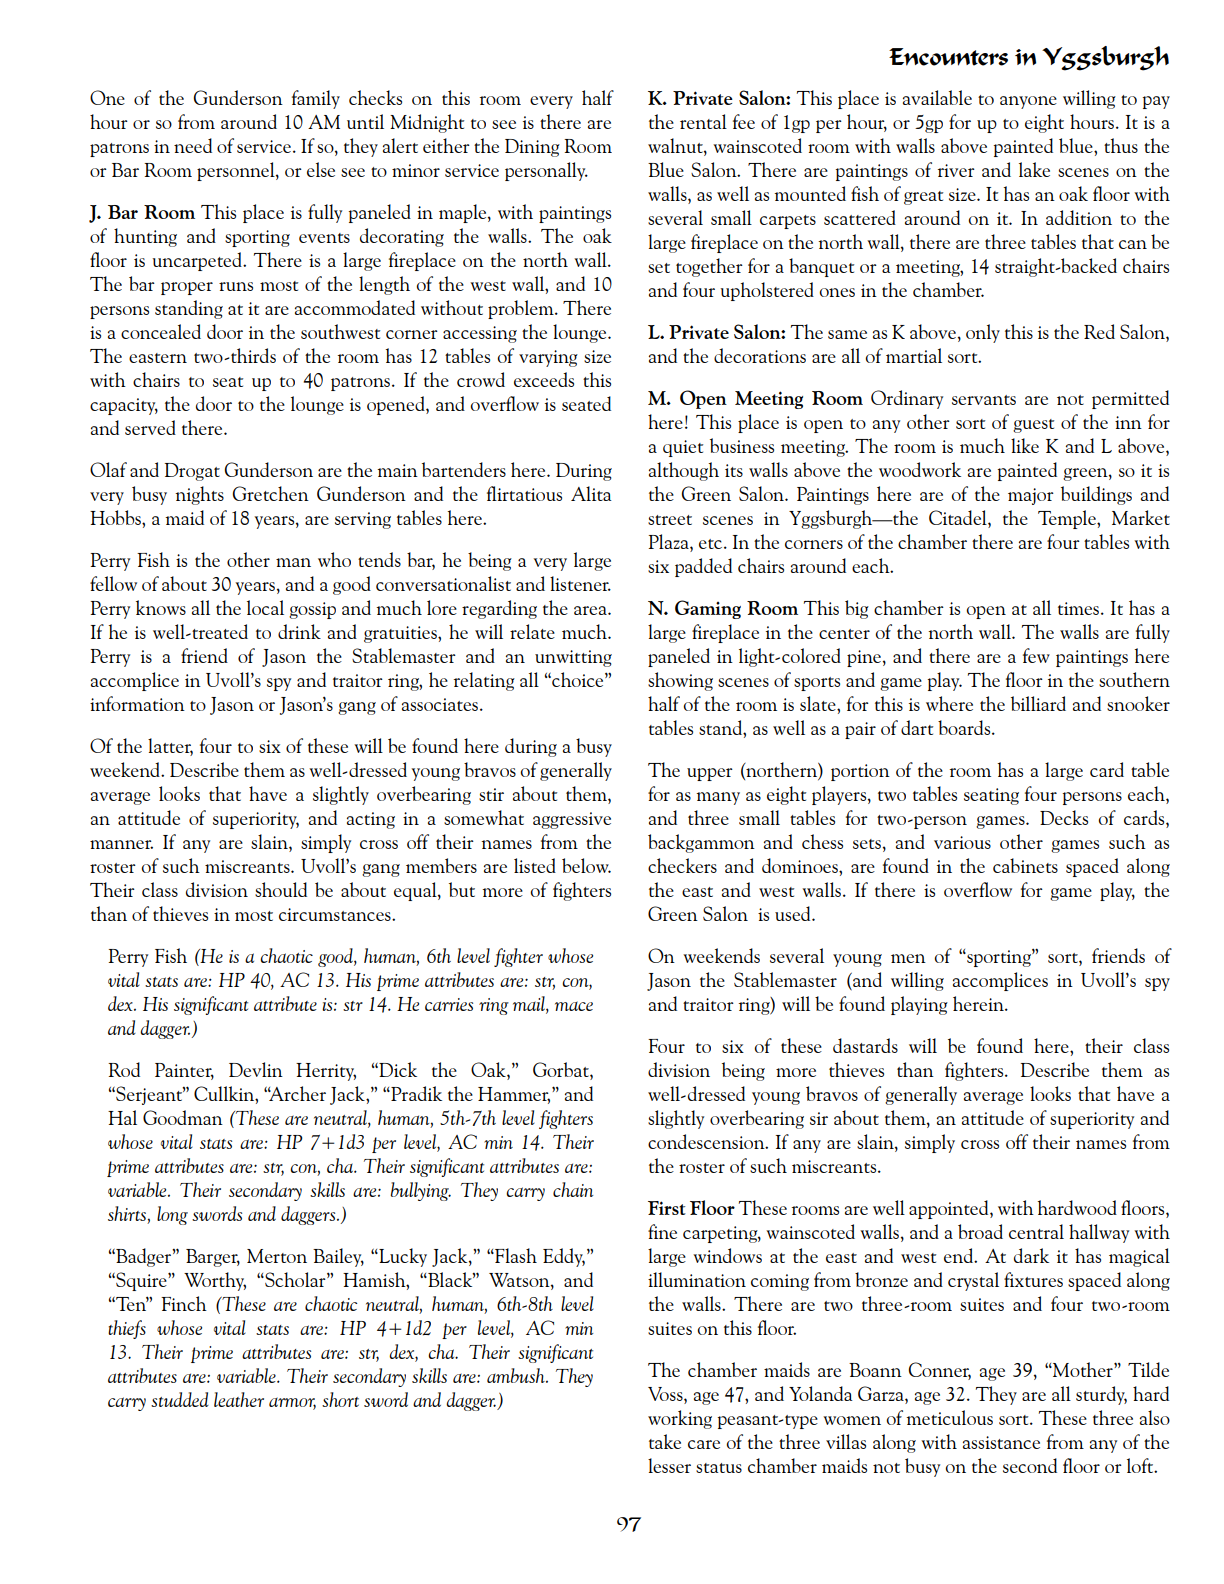 Encounters in Yggsburgh
One of the Gunderson family checks on this room every half
hour or so from around 10 AM until Midnight to see is there are
patrons in need of service. If so, they alert either the Dining Room
or Bar Room personnel, or else see to minor service personally.
J. Bar Room This place is fully paneled in maple, with paintings
of hunting and sporting events decorating the walls. The oak
floor is uncarpeted. There is a large fireplace on the north wall.
The bar proper runs most of the length of the west wall, and 10
persons standing at it are accommodated without problem. There
is a concealed door in the southwest corner accessing the lounge.
The eastern two-thirds of the room has 12 tables of varying size
with chairs to seat up to 40 patrons. If the crowd exceeds this
capacity, the door to the lounge is opened, and overflow is seated
and served there.
Olaf and Drogat Gunderson are the main bartenders here. During
very busy nights Gretchen Gunderson and the flirtatious Alita
Hobbs, a maid of 18 years, are serving tables here.
Perry Fish is the other man who tends bar, he being a very large
fellow of about 30 years, and a good conversationalist and listener.
Perry knows all the local gossip and much lore regarding the area.
If he is well-treated to drink and gratuities, he will relate much.
Perry is a friend of Jason the Stablemaster and an unwitting
accomplice in Uvoll's spy and traitor ring, he relating all “choice”
information to Jason or Jason's gang of associates.
Of the latter, four to six of these will be found here during a busy
weekend. Describe them as well-dressed young bravos of generally
average looks that have a slightly overbearing stir about them,
an attitude of superiority, and acting in a somewhat aggressive
manner. If any are slain, simply cross off their names from the
roster of such miscreants. Uvoll's gang members are listed below.
Their class division should be about equal, but more of fighters
than of thieves in most circumstances.
Perry Fish (He is a chaotic good, human, 6th level fighter whose
vital stats are: HP 40, AC 13. His prime attributes are: str, con,
dex. His significant attribute is: str 14. He carries ring mail, mace
and dagger.)
Rod Painter, Devlin Herrity, “Dick the Oak,” Gorbat,
“Serjeant” Cullkin, “Archer Jack,” “Pradik the Hammer,” and
Hal Goodman (These are neutral, human, 5th-7th level fighters
whose vital stats are: HP 7+1d3 per level, AC min 14. Their
prime attributes are: str, con, cha. Their significant attributes are:
variable. Their secondary skills are: bullying. They carry chain
shirts, long swords and daggers.)
“Badger” Barger, Merton Bailey, “Lucky Jack,” “Flash Eddy,”
“Squire” Worthy, “Scholar” Hamish, “Black” Watson, and
“Ten” Finch (These are chaotic neutral, human, 6th-8th level
thiefs whose vital stats are: HP 4+1d2 per level, AC min
13. Their prime attributes are: str, dex, cha. Their significant
attributes are: variable. Their secondary skills are: ambush. They
carry studded leather armor, short sword and dagger.)
K. Private Salon: This place is available to anyone willing to pay
the rental fee of 1gp per hour, or 5gp for up to eight hours. It is a
walnut, wainscoted room with walls above painted blue, thus the
Blue Salon. There are paintings of river and lake scenes on the
walls, as well as mounted fish of great size. It has an oak floor with
several small carpets scattered around on it. In addition to the
large fireplace on the north wall, there are three tables that can be
set together for a banquet or a meeting, 14 straight-backed chairs
and four upholstered ones in the chamber.
L. Private Salon: The same as K above, only this is the Red Salon,
and the decorations are all of martial sort.
M. Open Meeting Room Ordinary servants are not permitted
here! This place is open to any other sort of guest of the inn for
a quiet business meeting. The room is much like K and L above,
although its walls above the woodwork are painted green, so it is
the Green Salon. Paintings here are of the major buildings and
street scenes in Yggsburgh—the Citadel, the Temple, Market
Plaza, etc. In the corners of the chamber there are four tables with
six padded chairs around each.
N. Gaming Room This big chamber is open at all times. It has a
large fireplace in the center of the north wall. The walls are fully
paneled in light-colored pine, and there are a few paintings here
showing scenes of sports and game play. The floor in the southern
half of the room is slate, for this is where the billiard and snooker
tables stand, as well as a pair of dart boards.
The upper (northern) portion of the room has a large card table
for as many as eight players, two tables seating four persons each,
and three small tables for two-person games. Decks of cards,
backgammon and chess sets, and various other games such as
checkers and dominoes, are found in the cabinets spaced along
the east and west walls. If there is overflow for game play, the
Green Salon is used.
On weekends several young men of “sporting” sort, friends of
Jason the Stablemaster (and willing accomplices in Uvoll's spy
and traitor ring) will be found playing herein.
Four to six of these dastards will be found here, their class
division being more thieves than fighters. Describe them as
well-dressed young bravos of generally average looks that have a
slightly overbearing sir about them, an attitude of superiority and
condescension. If any are slain, simply cross off their names from
the roster of such miscreants.
First Floor These rooms are well appointed, with hardwood floors,
fine carpeting, wainscoted walls, and a broad central hallway with
large windows at the east and west end. At dark it has magical
illumination coming from bronze and crystal fixtures spaced along
the walls. There are two three-room suites and four two-room
suites on this floor.
The chamber maids are Boann Conner, age 39, “Mother” Tilde
Voss, age 47, and Yolanda Garza, age 32. They are all sturdy, hard
working peasant-type women of meticulous sort. These three also
take care of the three villas along with assistance from any of the
lesser status chamber maids not busy on the second floor or loft.
97